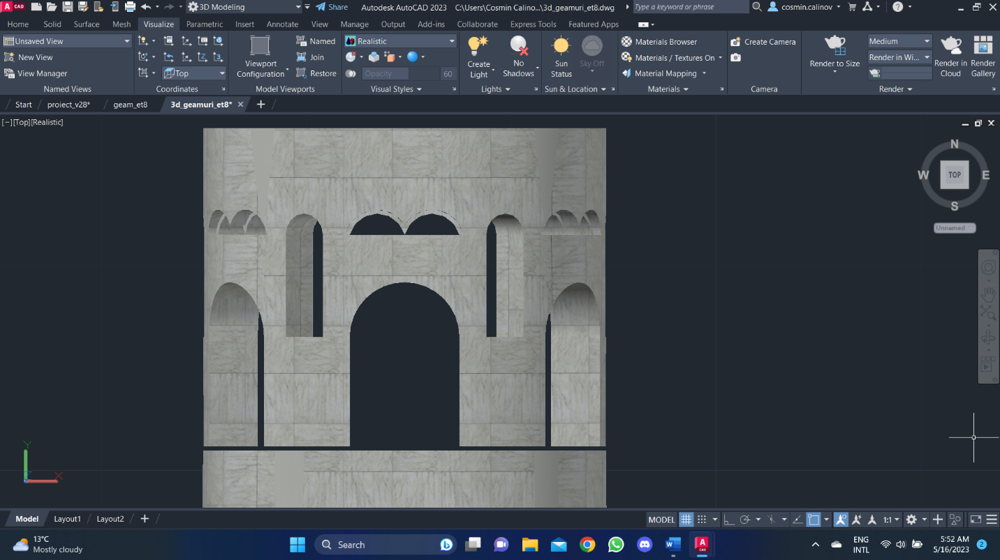 A CAD
3D Modeling
Share
Autodesk AutoCAD 2023
C:\Users\Cosmin Calino...\3d_geamuri_et8.dwg
Type a keyword or phrase
cosmin.calinov
Home Solid Surface Mesh Visualize Parametric Insert Annotate View Manage Output Add-ins Collaborate Express Tools Featured Apps
Unsaved View
New View
View Manager
Named Views
Top
Coordinates
Viewport
Configuration
Named
Join
Restore
Model Viewports
Realistic
Opacity 60
Visual Styles
Create
Light
No
Shadows
Lights
Sun
Status
Sky Off
Sun & Location
Materials Browser
Materials / Textures On
Material Mapping
Materials
Create Camera
Camera
Render to Size
Medium
Render in Wi...
Render in
Cloud
Render
Gallery
Render
Start proiect_v28* geam_et8 3d_geamuri_et8*
[−][Top][Realistic]
N
W TOP E
S
Unnamed
Y
X
Model Layout1 Layout2
MODEL 1:1
13°C
Mostly cloudy
Search
W
A CAD
ENG
INTL
5:52 AM
5/16/2023
2